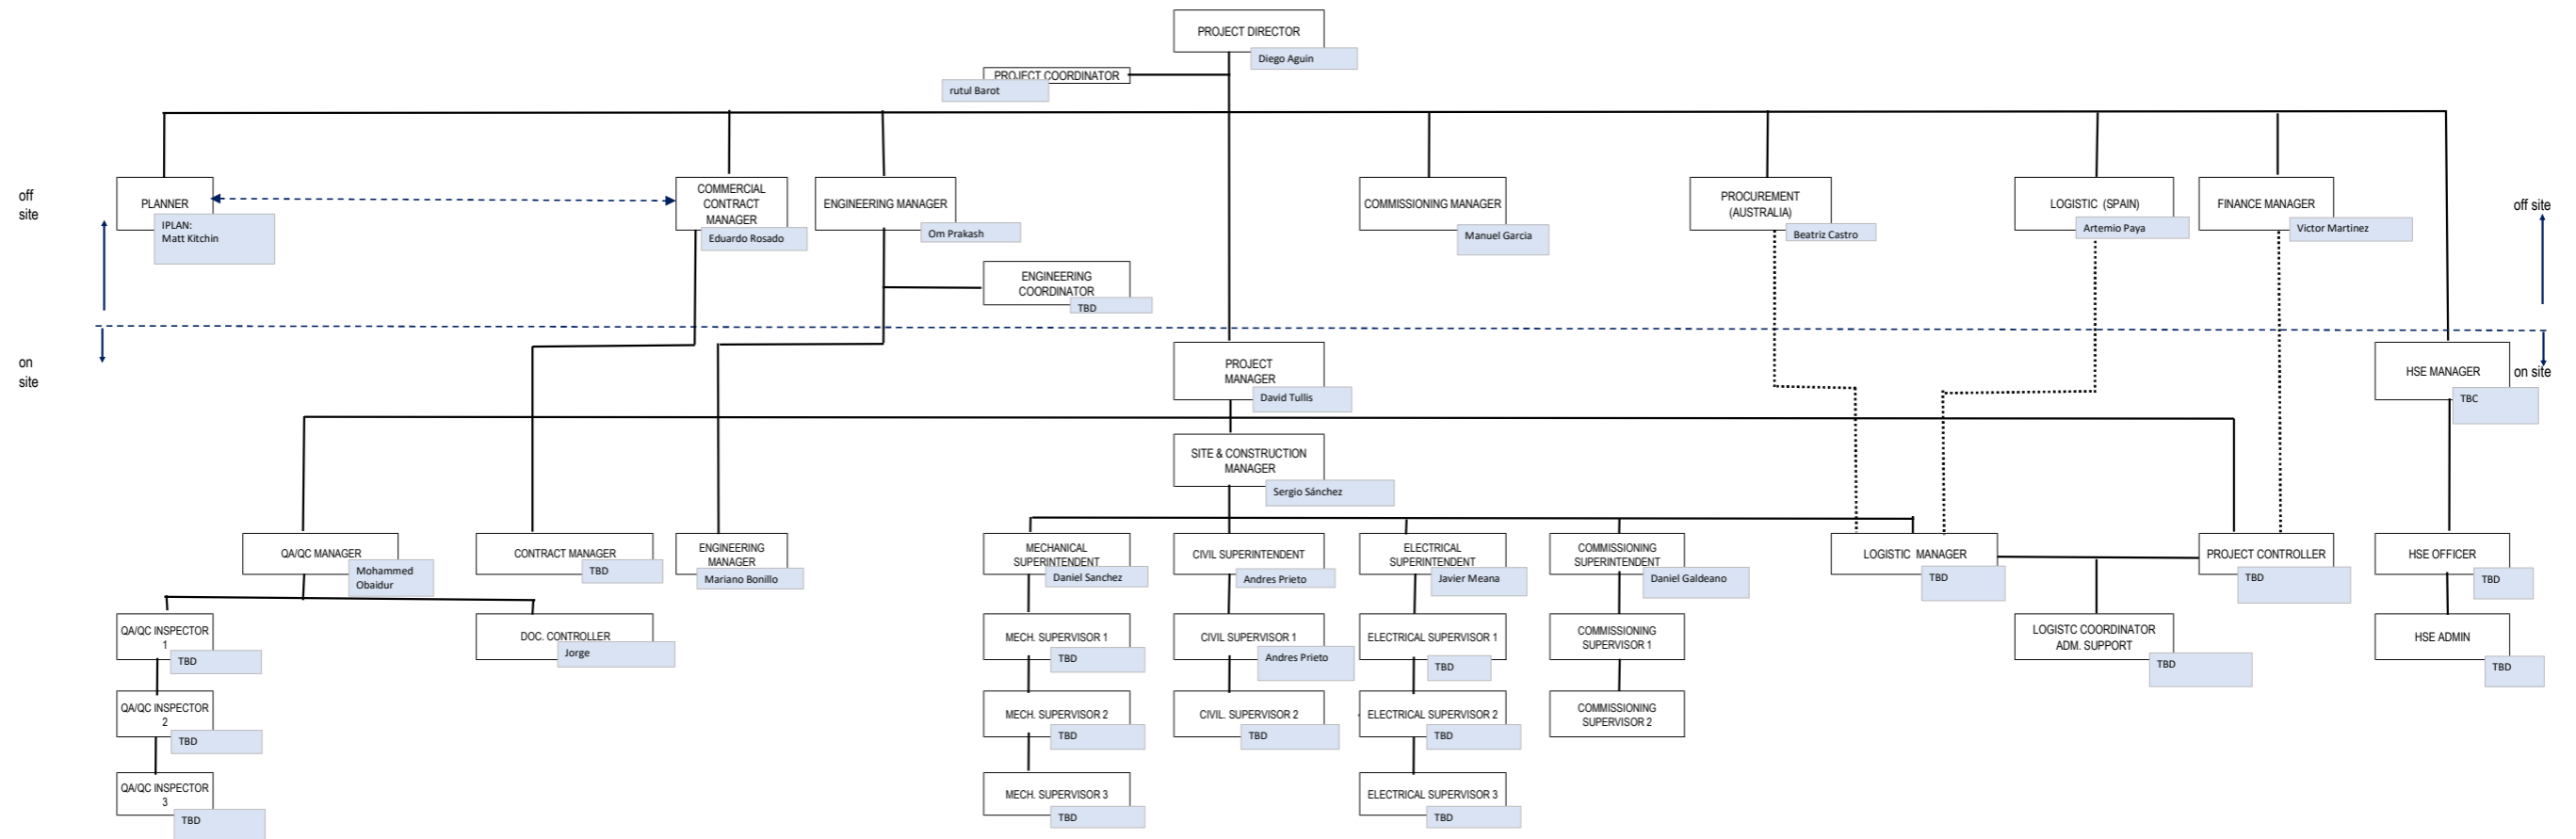 PROJECT DIRECTOR
Diego Aguin
PROJECT COORDINATOR
rutul Barot
off
site
PLANNER
IPLAN:
Matt Kitchin
COMMERCIAL
CONTRACT
MANAGER
Eduardo Rosado
ENGINEERING MANAGER
Om Prakash
COMMISSIONING MANAGER
Manuel Garcia
PROCUREMENT
(AUSTRALIA)
Beatriz Castro
LOGISTIC (SPAIN)
Artemio Paya
FINANCE MANAGER
Victor Martinez
off site
ENGINEERING
COORDINATOR
TBD
on
site
PROJECT
MANAGER
David Tullis
HSE MANAGER
TBC
on site
SITE & CONSTRUCTION
MANAGER
Sergio Sánchez
QA/QC MANAGER
Mohammed
Obaidur
CONTRACT MANAGER
TBD
ENGINEERING
MANAGER
Mariano Bonillo
MECHANICAL
SUPERINTENDENT
Daniel Sanchez
CIVIL SUPERINTENDENT
Andres Prieto
ELECTRICAL
SUPERINTENDENT
Javier Meana
COMMISSIONING
SUPERINTENDENT
Daniel Galdeano
LOGISTIC MANAGER
TBD
PROJECT CONTROLLER
TBD
HSE OFFICER
TBD
QA/QC INSPECTOR
1
TBD
DOC. CONTROLLER
Jorge
MECH. SUPERVISOR 1
TBD
CIVIL SUPERVISOR 1
Andres Prieto
ELECTRICAL SUPERVISOR 1
TBD
COMMISSIONING
SUPERVISOR 1
LOGISTC COORDINATOR
ADM. SUPPORT
TBD
HSE ADMIN
TBD
QA/QC INSPECTOR
2
TBD
MECH. SUPERVISOR 2
TBD
CIVIL. SUPERVISOR 2
TBD
ELECTRICAL SUPERVISOR 2
TBD
COMMISSIONING
SUPERVISOR 2
QA/QC INSPECTOR
3
TBD
MECH. SUPERVISOR 3
TBD
ELECTRICAL SUPERVISOR 3
TBD